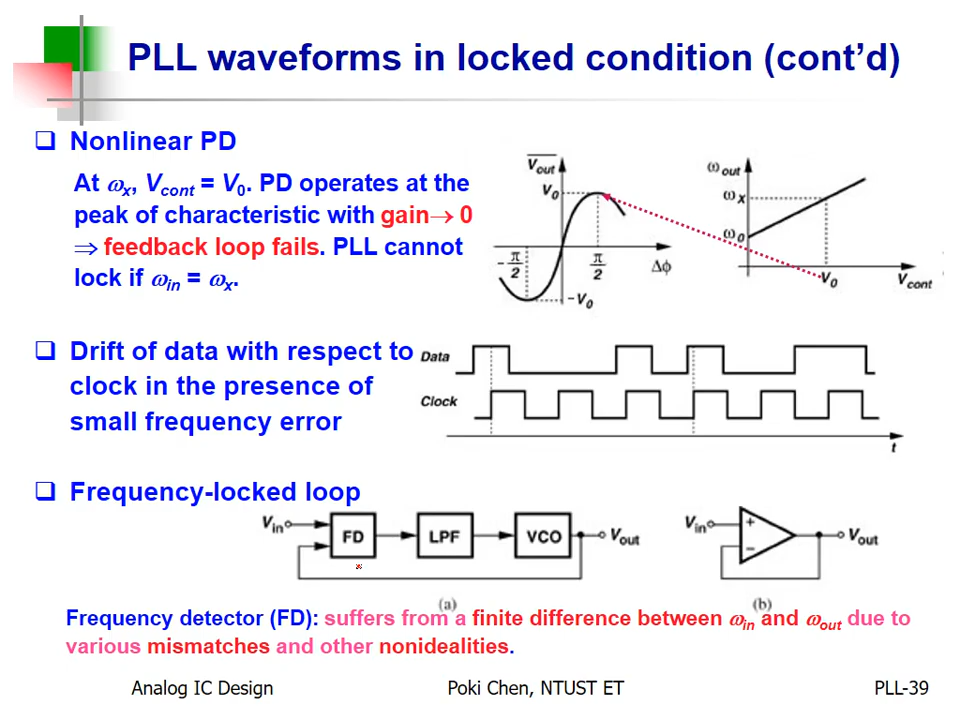 PLL waveforms in locked condition (cont'd)
❑ Nonlinear PD
At ωx, Vcont = V0. PD operates at the
peak of characteristic with gain→ 0
⇒ feedback loop fails. PLL cannot
lock if ωin = ωx.
Vout
V0
-π/2
π/2
Δϕ
-V0
ωout
ωx
ω0
V0
Vcont
❑ Drift of data with respect to
clock in the presence of
small frequency error
Data
Clock
t
❑ Frequency-locked loop
Vin
FD
LPF
VCO
Vout
(a)
Vin
+
−
Vout
(b)
Frequency detector (FD): suffers from a finite difference between ωin and ωout due to
various mismatches and other nonidealities.
Analog IC Design
Poki Chen, NTUST ET
PLL-39